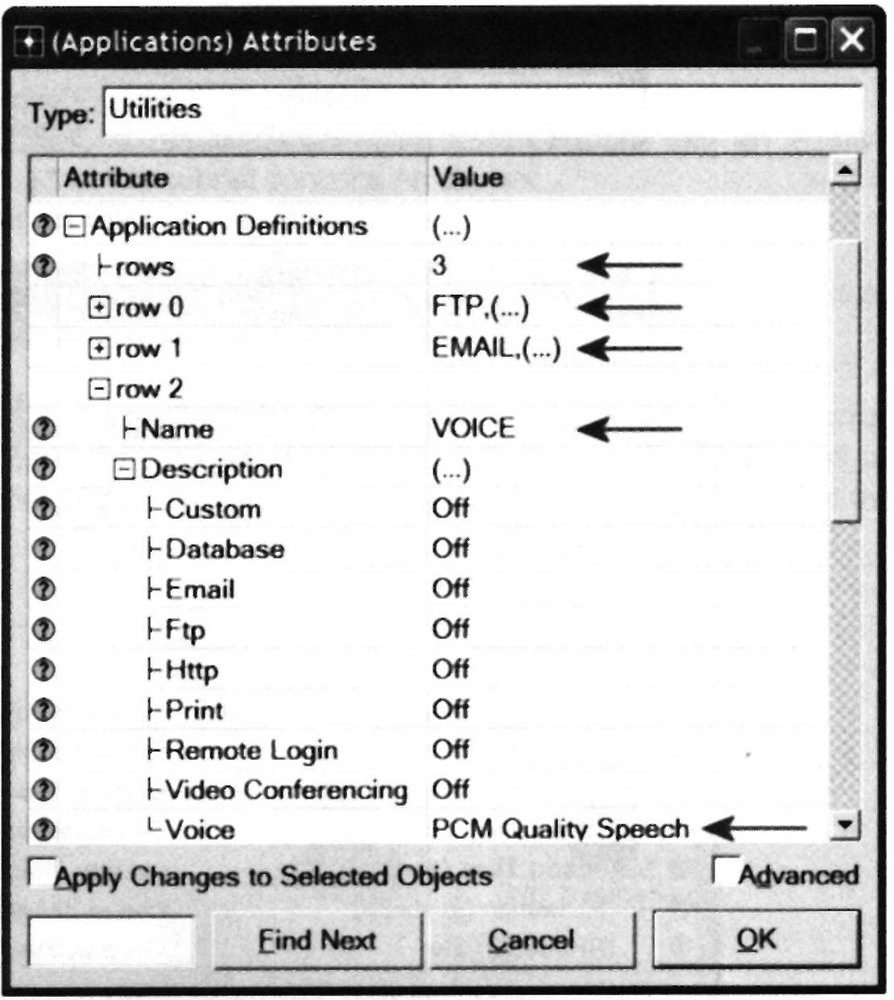 (Applications) Attributes
Type: Utilities
Attribute Value
Application Definitions (...)
rows 3
row 0 FTP,(...)
row 1 EMAIL,(...)
row 2
Name VOICE
Description (...)
Custom Off
Database Off
Email Off
Ftp Off
Http Off
Print Off
Remote Login Off
Video Conferencing Off
Voice PCM Quality Speech
Apply Changes to Selected Objects Advanced
Find Next Cancel OK